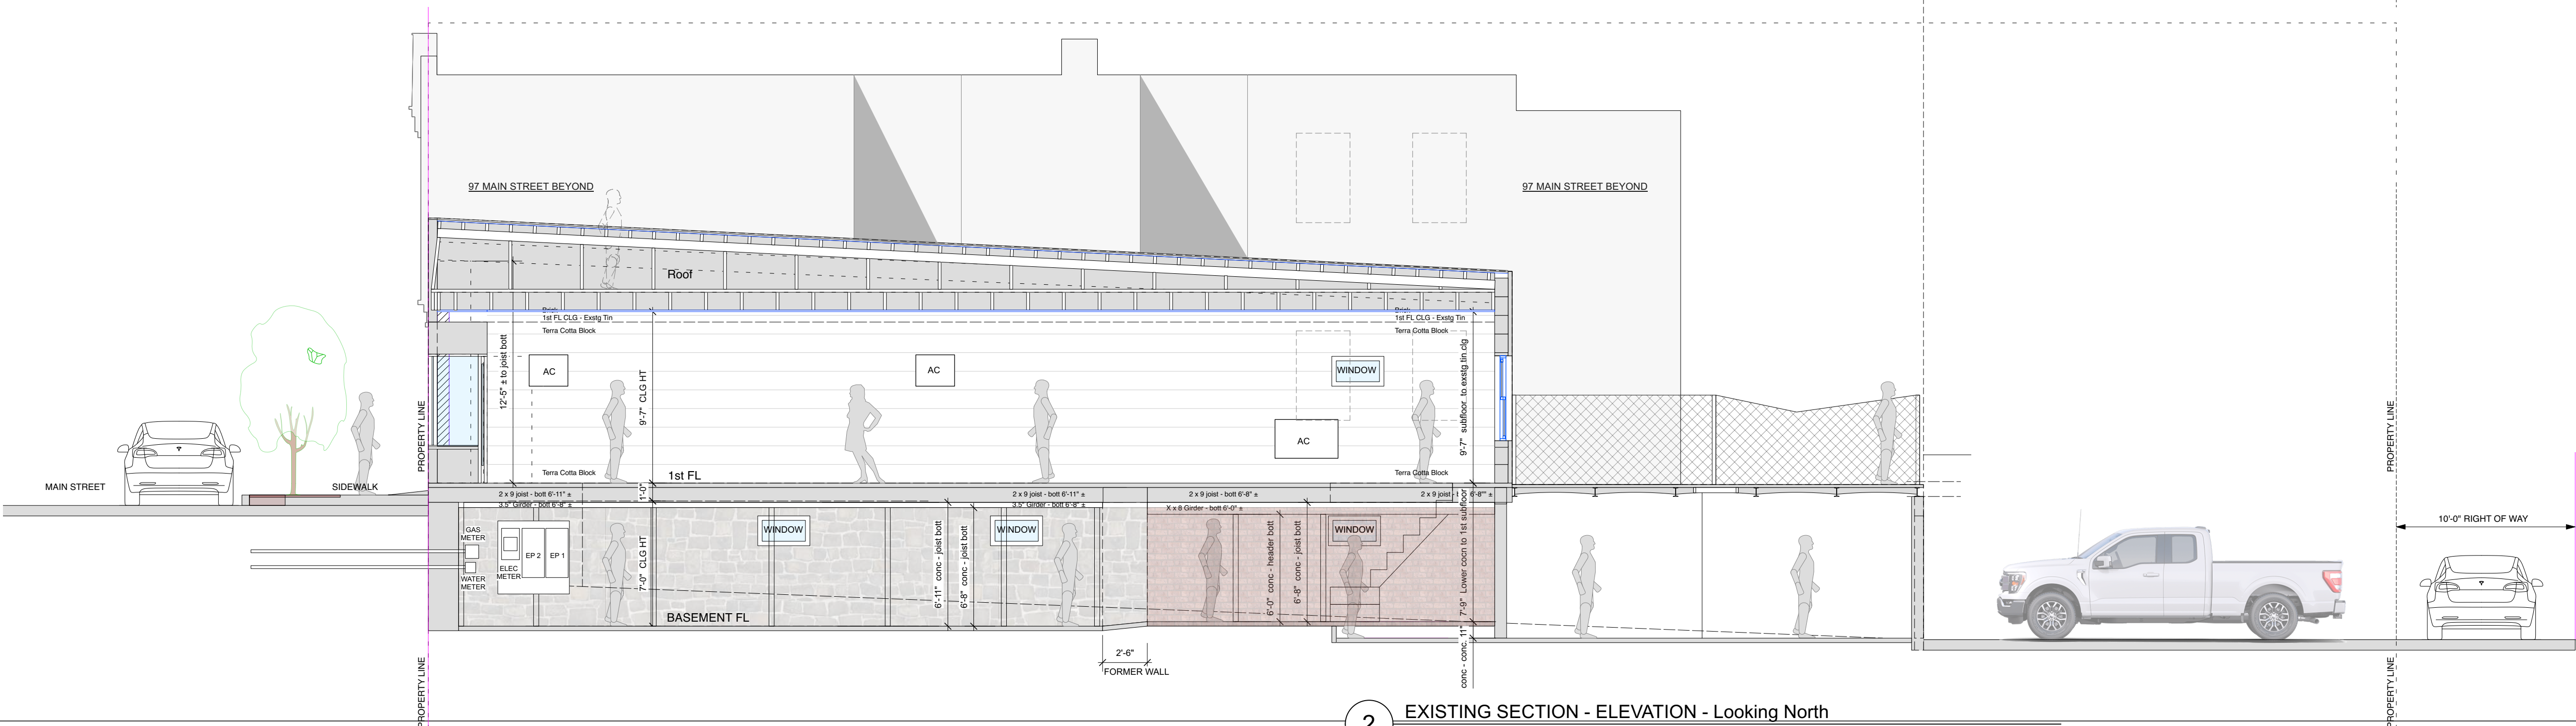 97 MAIN STREET BEYOND
97 MAIN STREET BEYOND
Roof
1st FL CLG - Exstg Tin
Terra Cotta Block
1st FL CLG - Exstg Tin
Terra Cotta Block
12'-5" ± to joist bott
AC
9'-7" CLG HT
AC
WINDOW
AC
9'-7" subfloor to exstg tin clg
PROPERTY LINE
PROPERTY LINE
Terra Cotta Block
1st FL
Terra Cotta Block
MAIN STREET
SIDEWALK
1'-0"
2 x 9 joist - bott 6'-11" ±
3.5" Girder - bott 6'-8" ±
2 x 9 joist - bott 6'-11" ±
3.5" Girder - bott 6'-8" ±
2 x 9 joist - bott 6'-8" ±
X x 8 Girder - bott 6'-0" ±
2 x 9 joist - 6'-8"" ±
GAS
METER
WATER
METER
ELEC
METER
EP 2
EP 1
7'-0" CLG HT
WINDOW
WINDOW
WINDOW
6'-11" conc - joist bott
6'-8" conc - joist bott
6'-0" conc - header bott
6'-8" conc - joist bott
7'-9" Lower cocn to 1st subfloor
conc - conc. 11"
BASEMENT FL
10'-0" RIGHT OF WAY
2'-6"
FORMER WALL
PROPERTY LINE
PROPERTY LINE
2
EXISTING SECTION - ELEVATION - Looking North